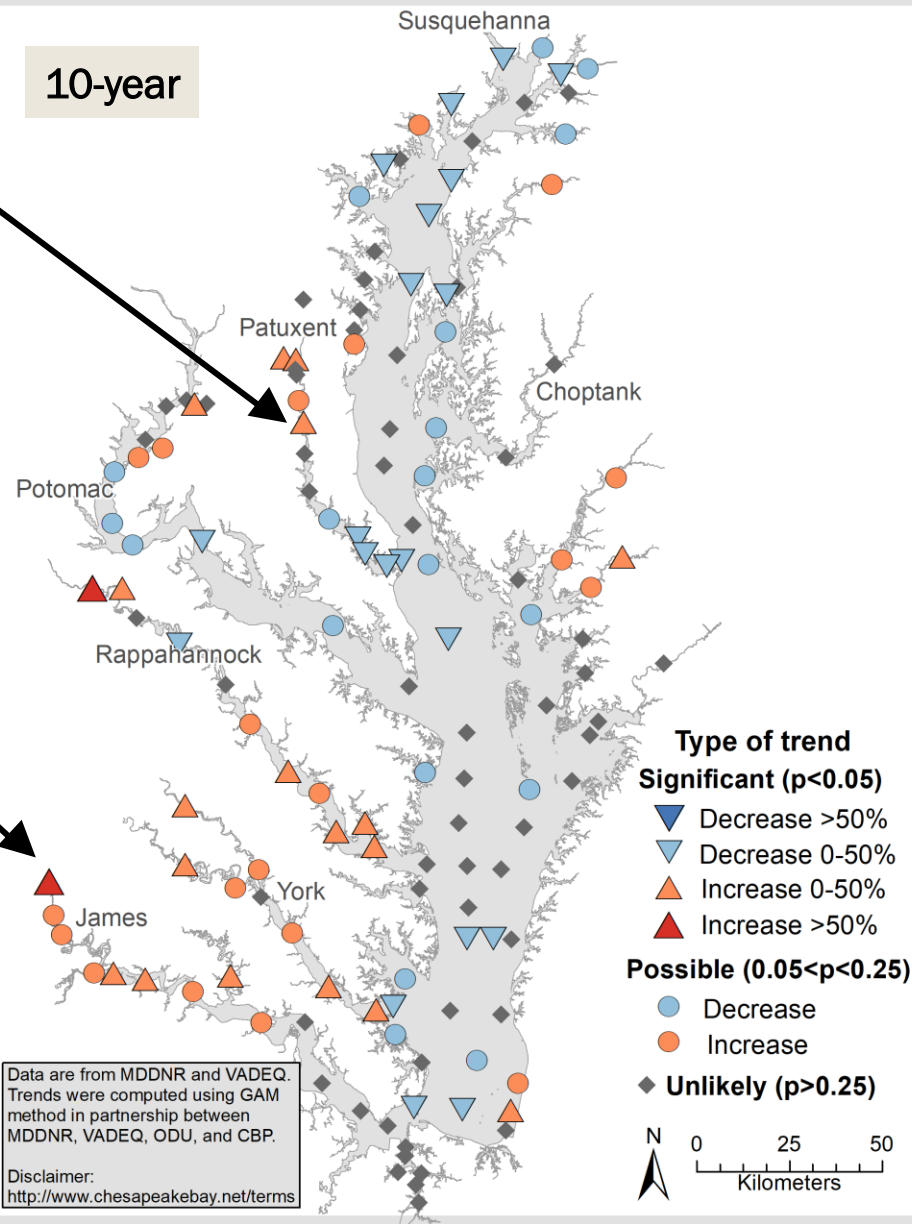 Susquehanna
10-year
Patuxent
Choptank
Potomac
Rappahannock
York
James
Type of trend
Significant (p<0.05)
Decrease >50%
Decrease 0-50%
Increase 0-50%
Increase >50%
Possible (0.05<p<0.25)
Decrease
Increase
Unlikely (p>0.25)
Data are from MDDNR and VADEQ.
Trends were computed using GAM
method in partnership between
MDDNR, VADEQ, ODU, and CBP.
Disclaimer:
http://www.chesapeakebay.net/terms
N
0 25 50
Kilometers